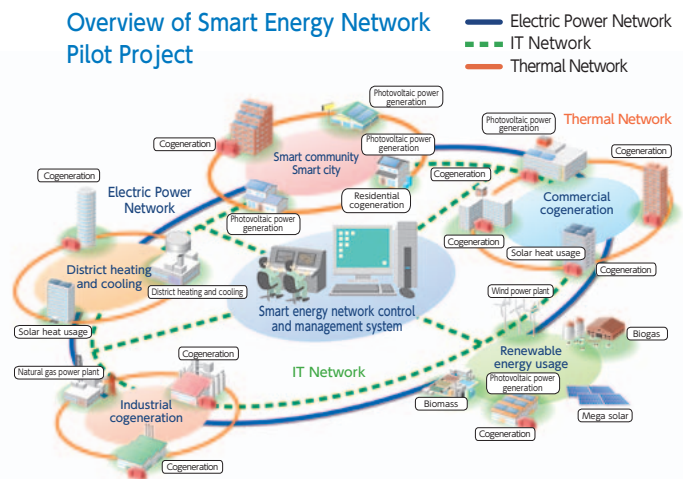 Overview of Smart Energy Network
Pilot Project
Electric Power Network
IT Network
Thermal Network
Photovoltaic power
generation
Cogeneration
Photovoltaic power
generation
Smart community
Smart city
Residential
cogeneration
Photovoltaic power
generation
Photovoltaic power
generation
Thermal Network
Cogeneration
Cogeneration
Commercial
cogeneration
Cogeneration
Solar heat usage
Cogeneration
Cogeneration
Electric Power
Network
District heating
and cooling
District heating and cooling
Solar heat usage
Smart energy network control
and management system
Wind power plant
Biogas
Renewable
energy usage
Photovoltaic power
generation
Biomass
Mega solar
Cogeneration
IT Network
Natural gas power plant
Cogeneration
Industrial
cogeneration
Cogeneration